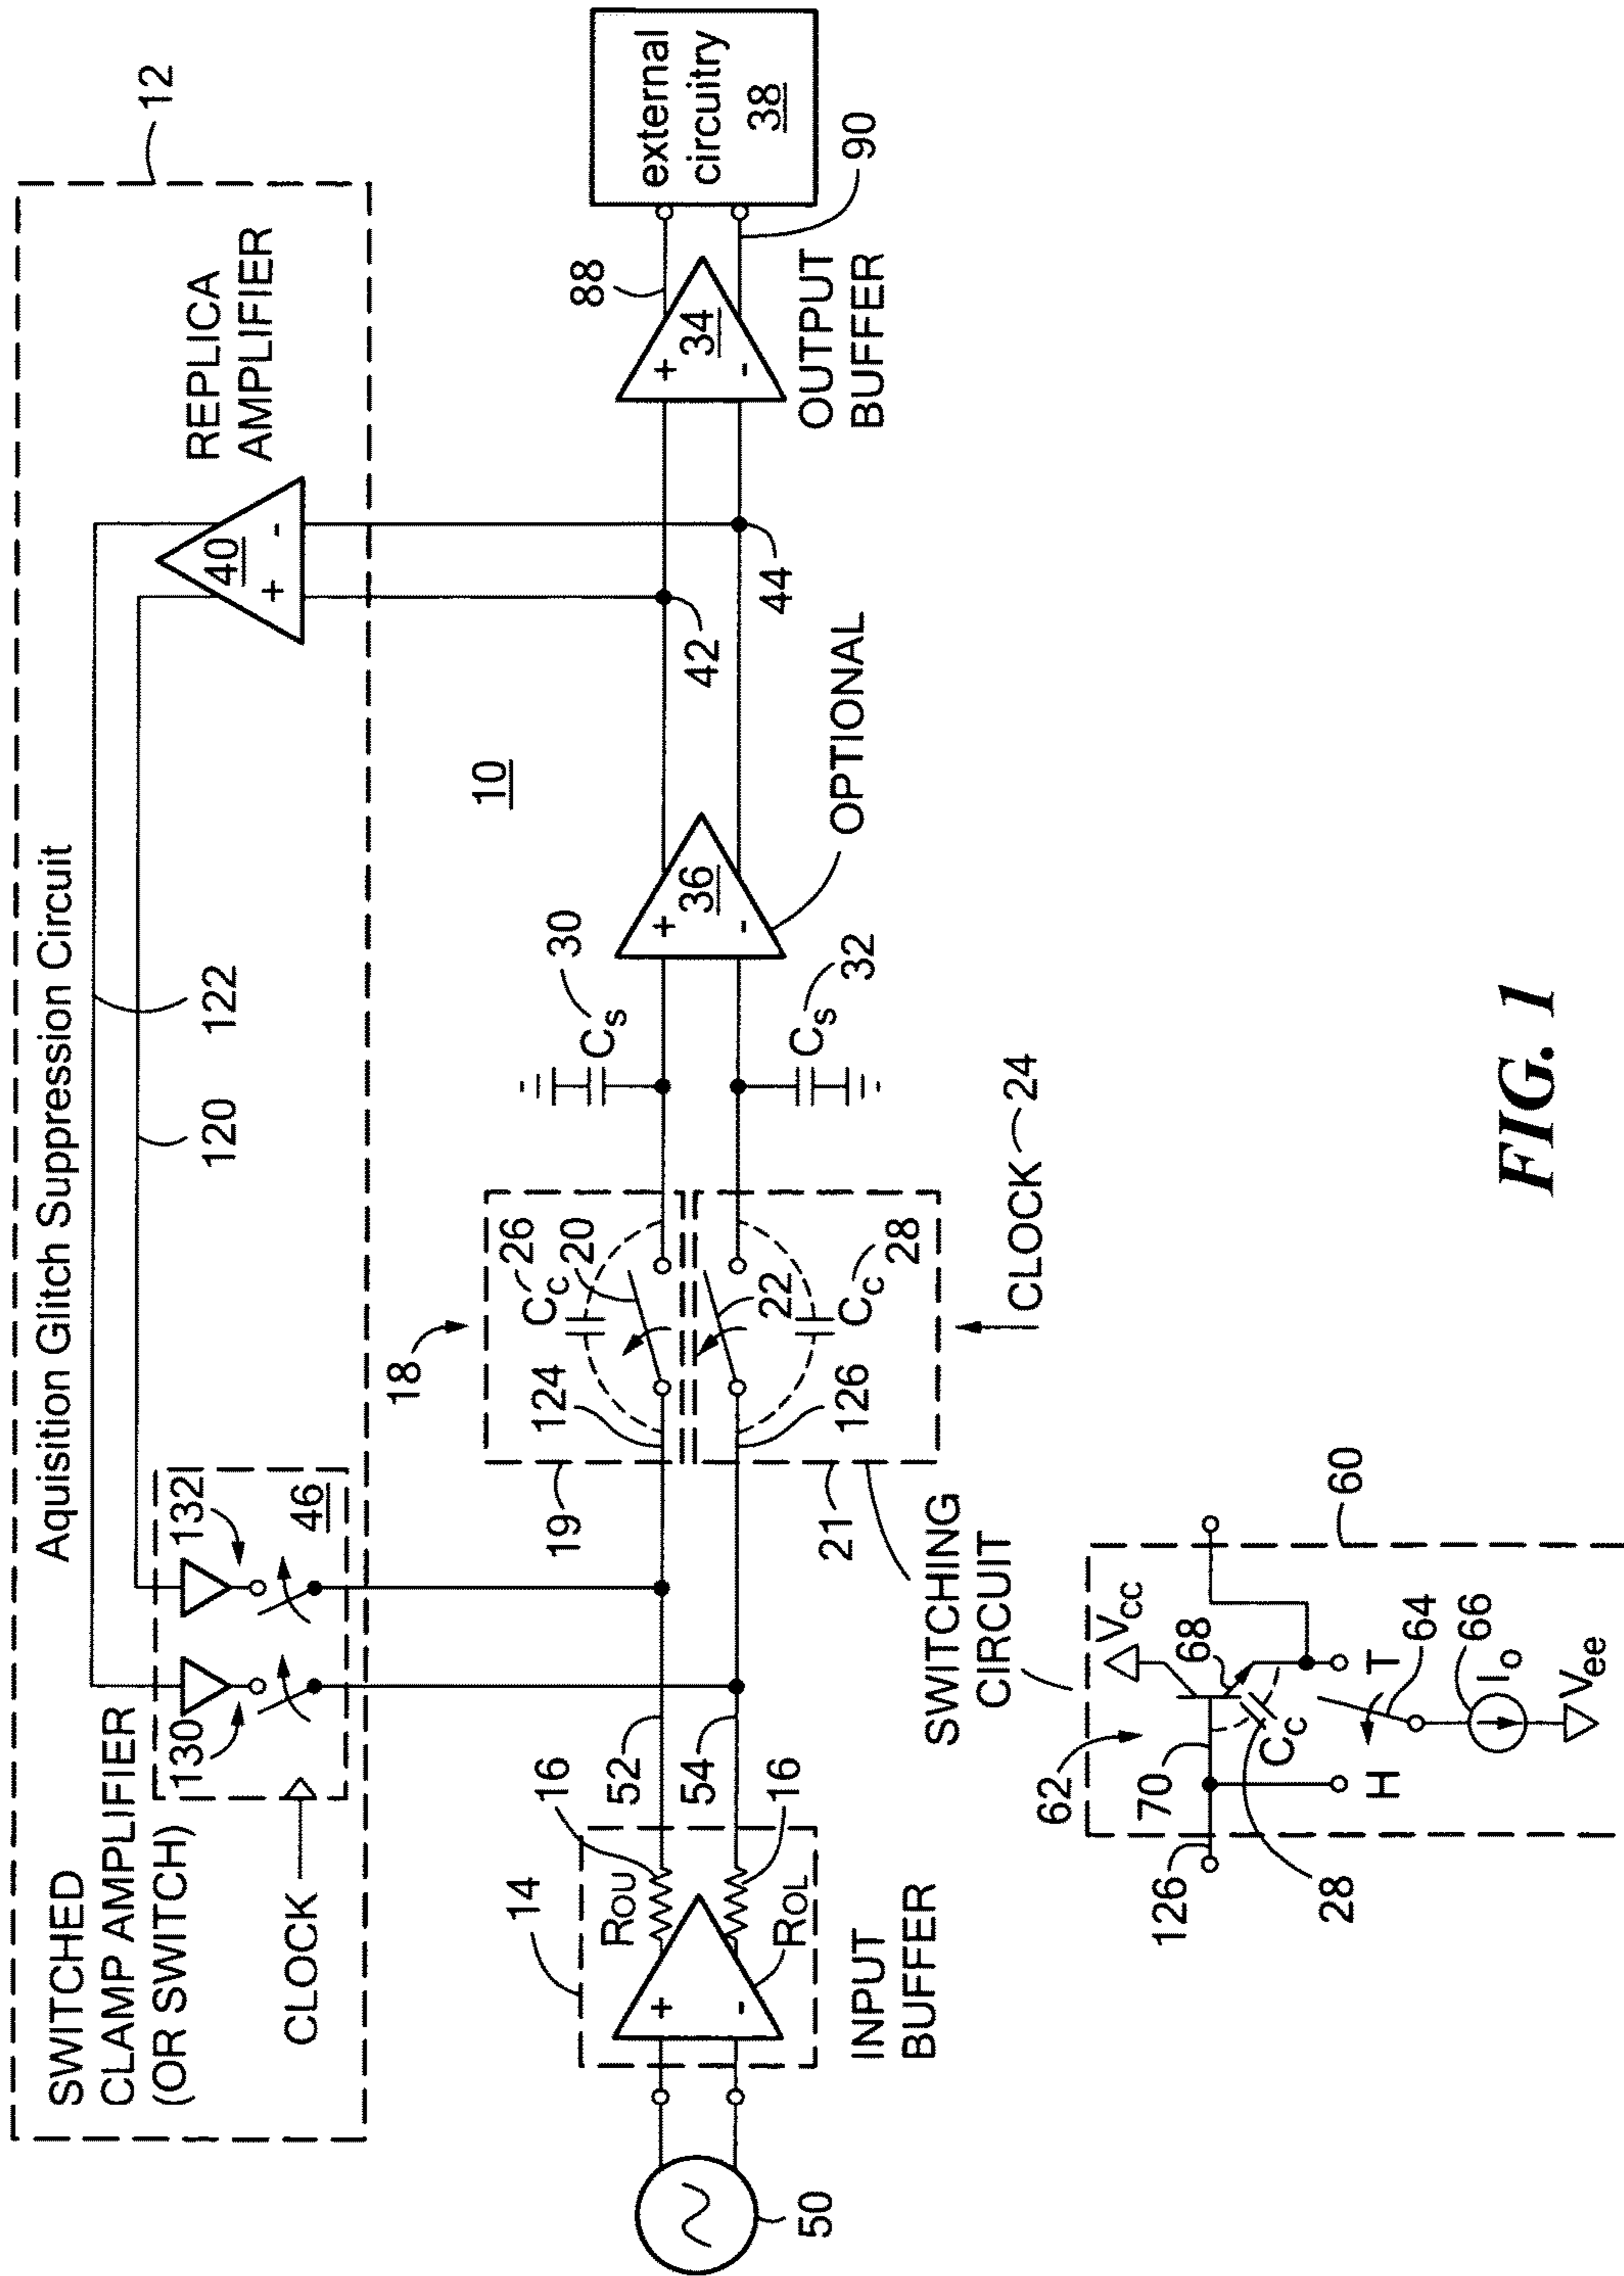 Aquisition Glitch Suppression Circuit
12
SWITCHED
CLAMP AMPLIFIER
(OR SWITCH)
CLOCK
130
132
46
120
122
REPLICA
AMPLIFIER
40
+
-
10
18
19
21
14
16
ROU
52
54
16
ROL
+
-
INPUT
BUFFER
50
124
126
Cc
26
20
22
Cc
28
CLOCK
24
SWITCHING
CIRCUIT
30
Cs
Cs
32
36
+
-
OPTIONAL
42
44
34
+
-
OUTPUT
BUFFER
88
90
external
circuitry
38
60
62
126
70
28
Cc
68
Vcc
H
T
64
66
Io
Vee
FIG. 1